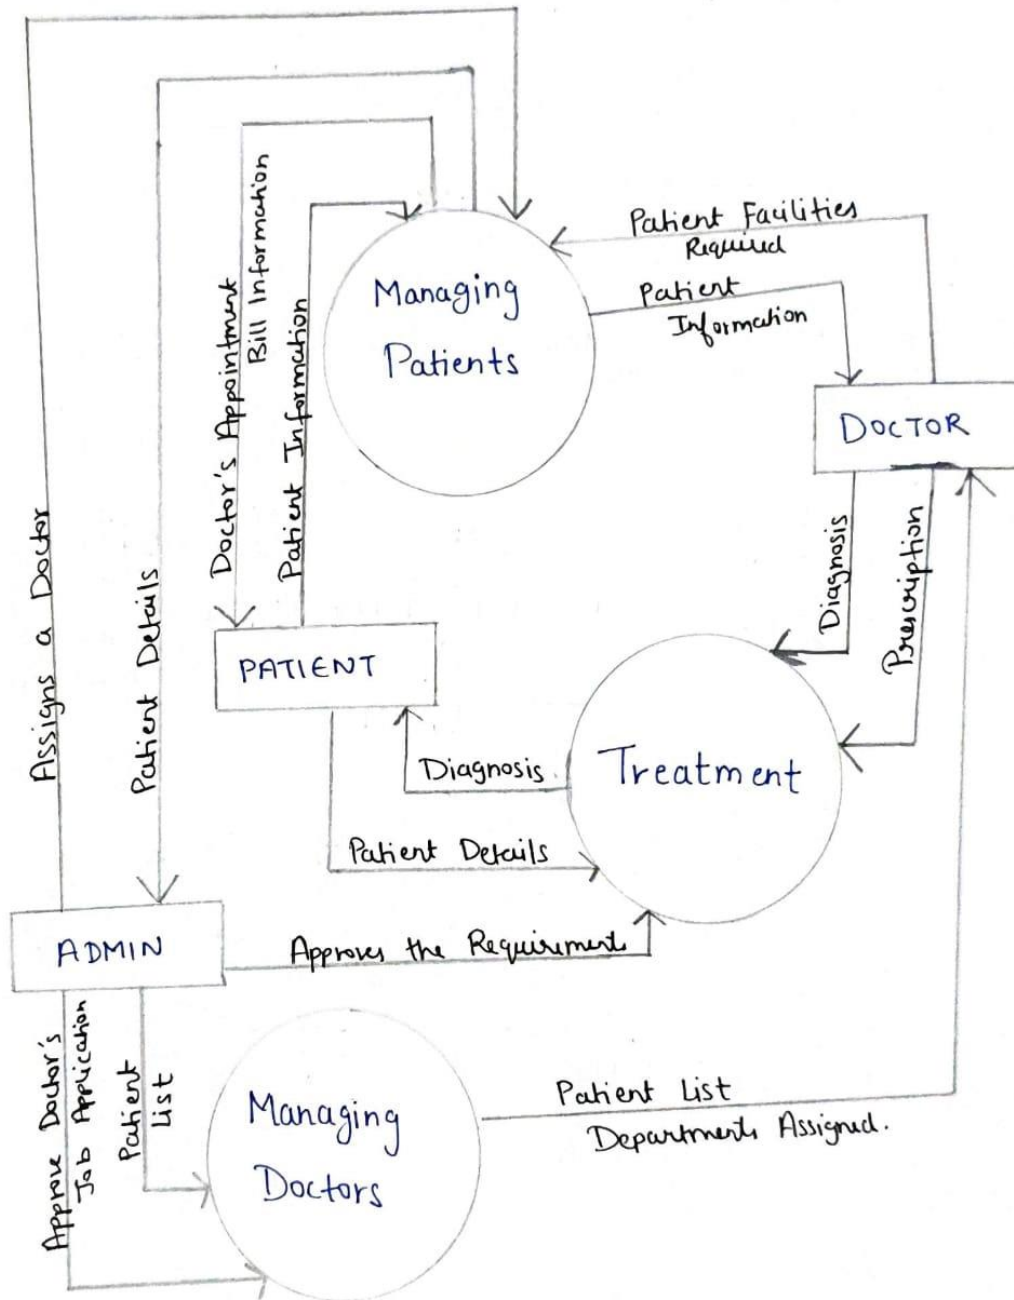 Patient Facilities
Required
Managing
Patients
Patient
Information
Doctor's Appointment
Bill Information
Patient Information
DOCTOR
Assigns a Doctor
Patient Details
Diagnosis
Prescription
PATIENT
Diagnosis
Treatment
Patient Details
ADMIN
Approves the Requirements
Approve Doctor's
Job Application
Patient
List
Managing
Doctors
Patient List
Departments Assigned.